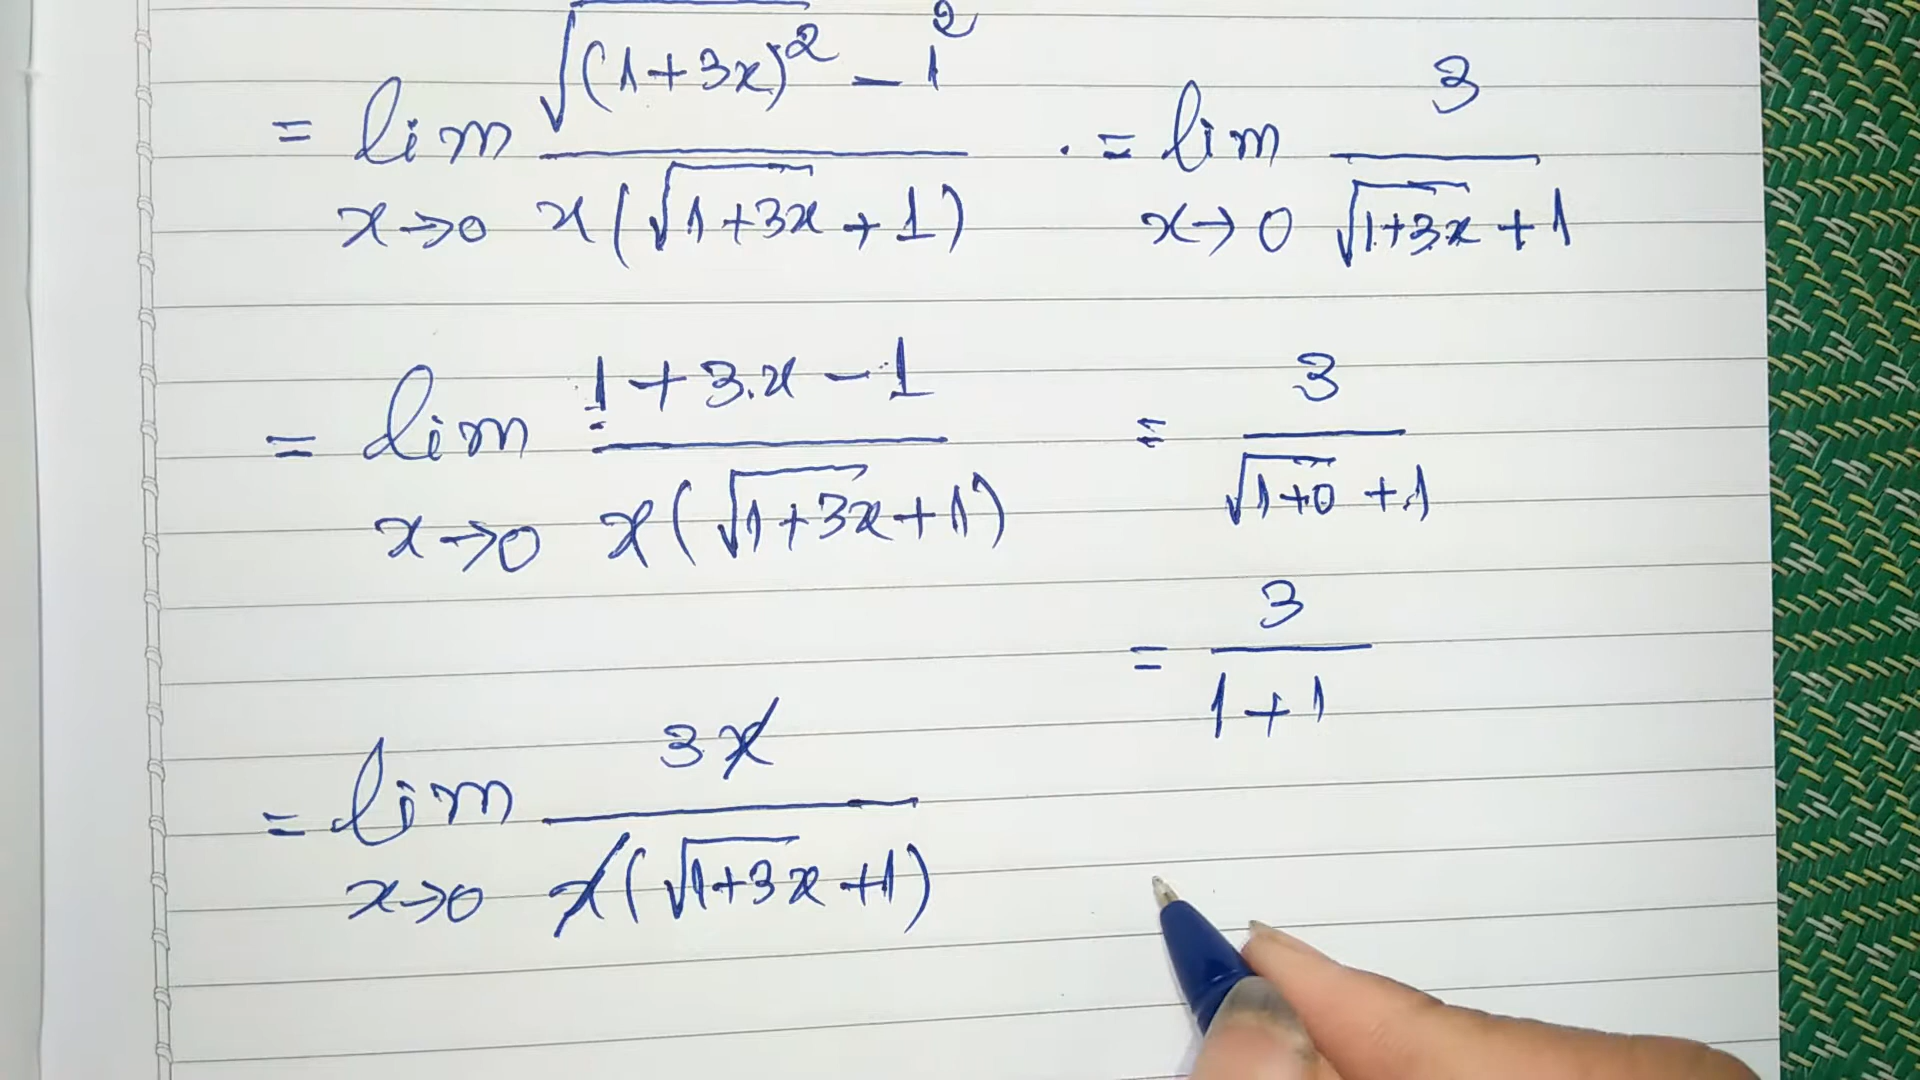 = lim x→0 √(1+3x)² − 1² / x(√1+3x + 1)
= lim x→0 1+3.x−1 / x(√1+3x+1)
= lim x→0 3x / x(√1+3x+1)
. = lim x→0 3 / √1+3x + 1
= 3 / √1+0 + 1
= 3 / 1+1